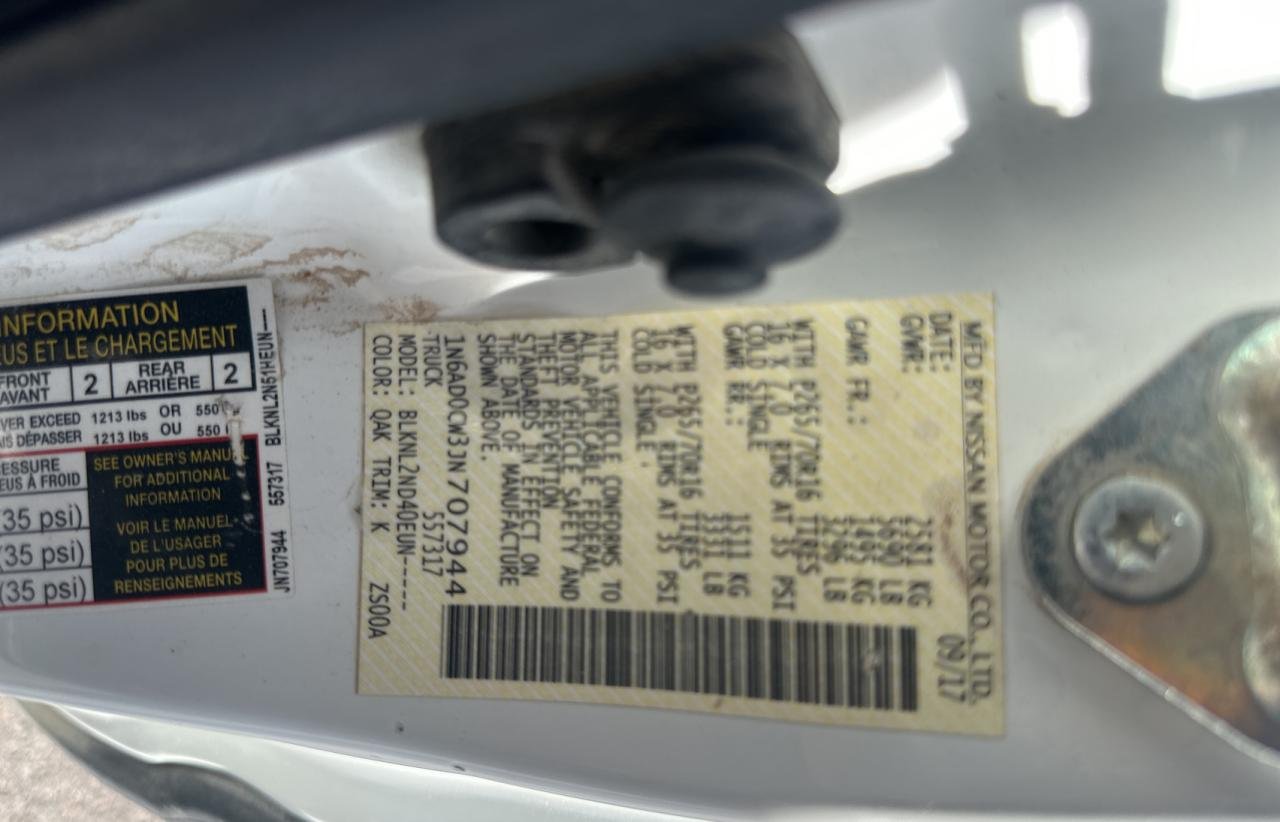 INFORMATION
EUS ET LE CHARGEMENT
FRONT
AVANT
2
REAR
ARRIÈRE
2
VER EXCEED 1213 lbs OR 550
IS DÉPASSER 1213 lbs OU 550
ESSURE
EUS À FROID
(35 psi)
(35 psi)
(35 psi)
SEE OWNER'S MANUAL
FOR ADDITIONAL
INFORMATION
VOIR LE MANUEL
DE L'USAGER
POUR PLUS DE
RENSEIGNEMENTS
JN707944 557317 BLKNL2N61HEUN----
MFD BY NISSAN MOTOR CO., LTD.
DATE: 09/17
GVWR: 2581 KG
5690 LB
GAWR FR.: 1495 KG
3296 LB
WITH P265/70R16 TIRES
16 X 7.0 RIMS AT 35 PSI
COLD SINGLE
GAWR RR.: 1511 KG
3331 LB
WITH P265/70R16 TIRES
16 X 7.0 RIMS AT 35 PSI
COLD SINGLE.
THIS VEHICLE CONFORMS TO
ALL APPLICABLE FEDERAL
MOTOR VEHICLE SAFETY AND
THEFT PREVENTION
STANDARDS IN EFFECT ON
THE DATE OF MANUFACTURE
SHOWN ABOVE.
1N6AD0CW3JN707944
TRUCK 557317
MODEL: BLKNL2ND40EUN-----
COLOR: QAK TRIM: K ZS00A